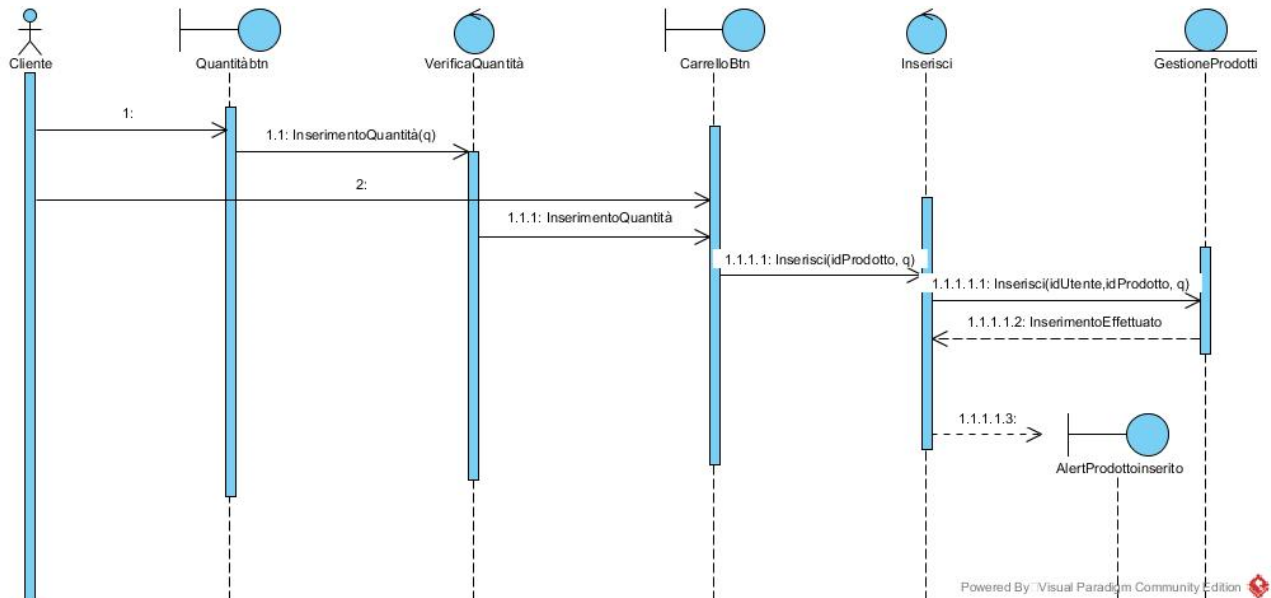 Cliente
Quantitàbtn
VerificaQuantità
CarrelloBtn
Inserisci
GestioneProdotti
1:
1.1: InserimentoQuantità(q)
2:
1.1.1: InserimentoQuantità
1.1.1.1: Inserisci(idProdotto, q)
1.1.1.1.1: Inserisci(idUtente,idProdotto, q)
1.1.1.1.2: InserimentoEffettuato
1.1.1.1.3:
AlertProdottoinserito
Powered By Visual Paradigm Community Edition